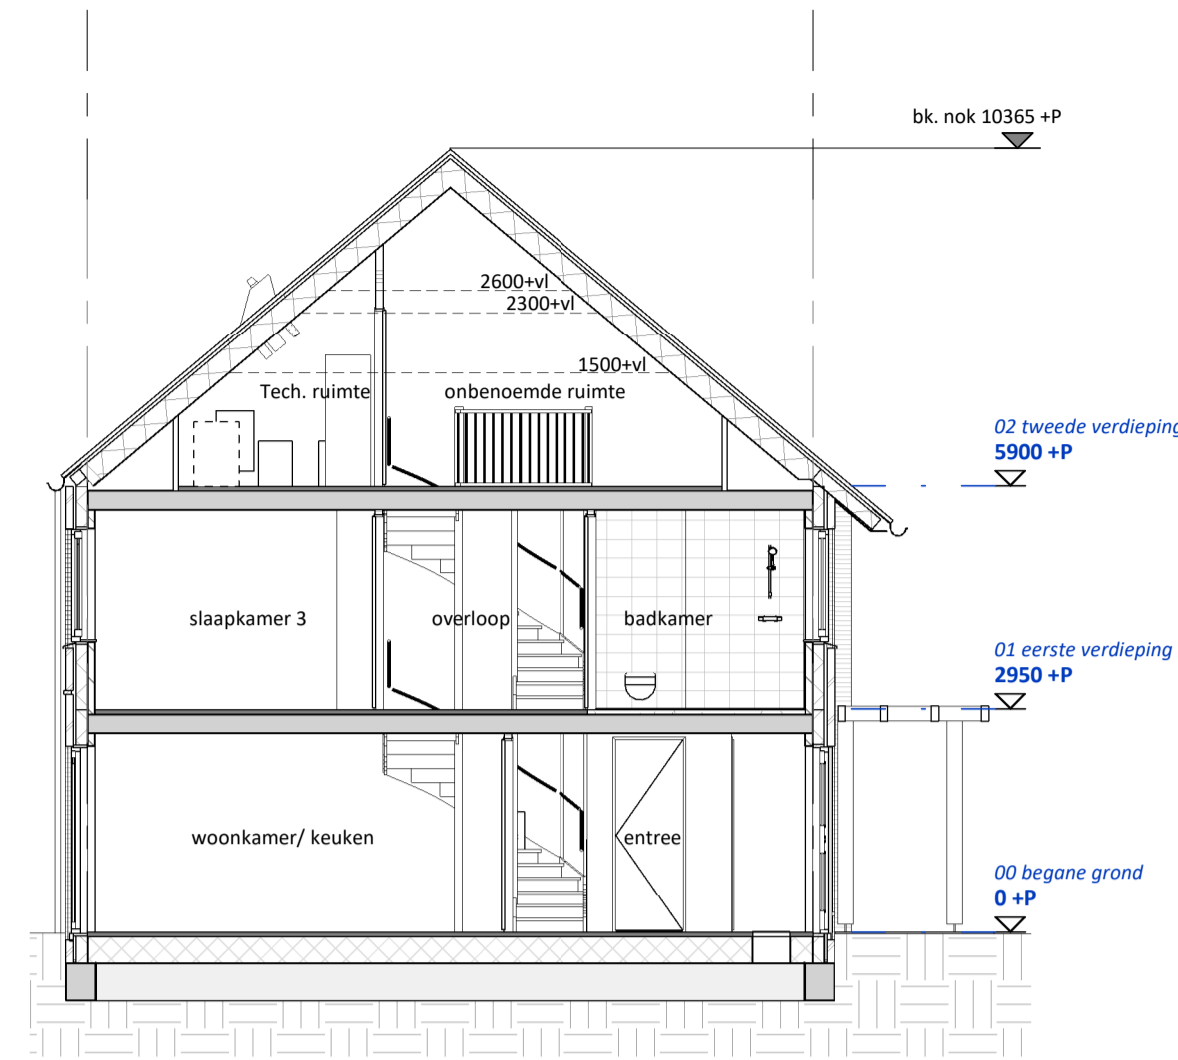 bk. nok 10365 +P
2600+vl
2300+vl
1500+vl
Tech. ruimte
onbenoemde ruimte
02 tweede verdieping
5900 +P
slaapkamer 3
overloop
badkamer
01 eerste verdieping
2950 +P
woonkamer/ keuken
entree
00 begane grond
0 +P